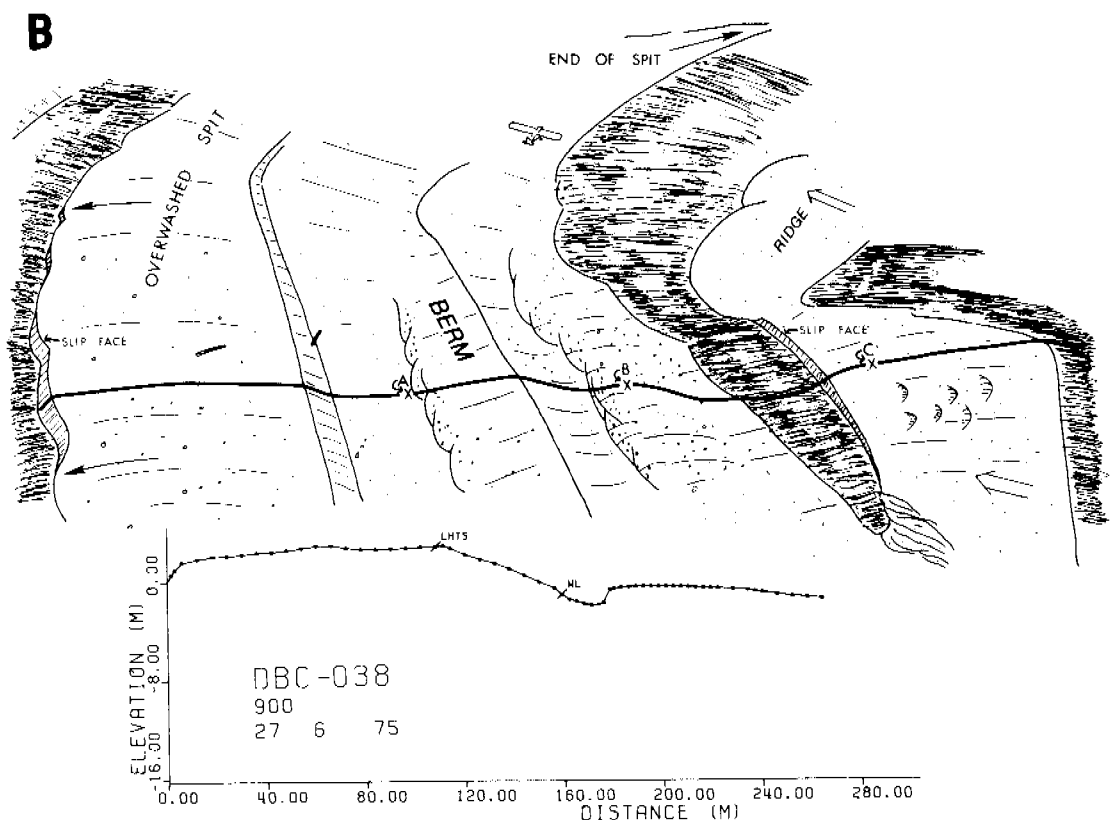 B
END OF SPIT
OVERWASHED SPIT
RIDGE
BERM
SLIP FACE
SLIP FACE
A
B
C
LHTS
WL
ELEVATION (M)
0.00
-8.00
-16.00
DBC-038
900
27 6 75
0.00 40.00 80.00 120.00 160.00 200.00 240.00 280.00
DISTANCE (M)